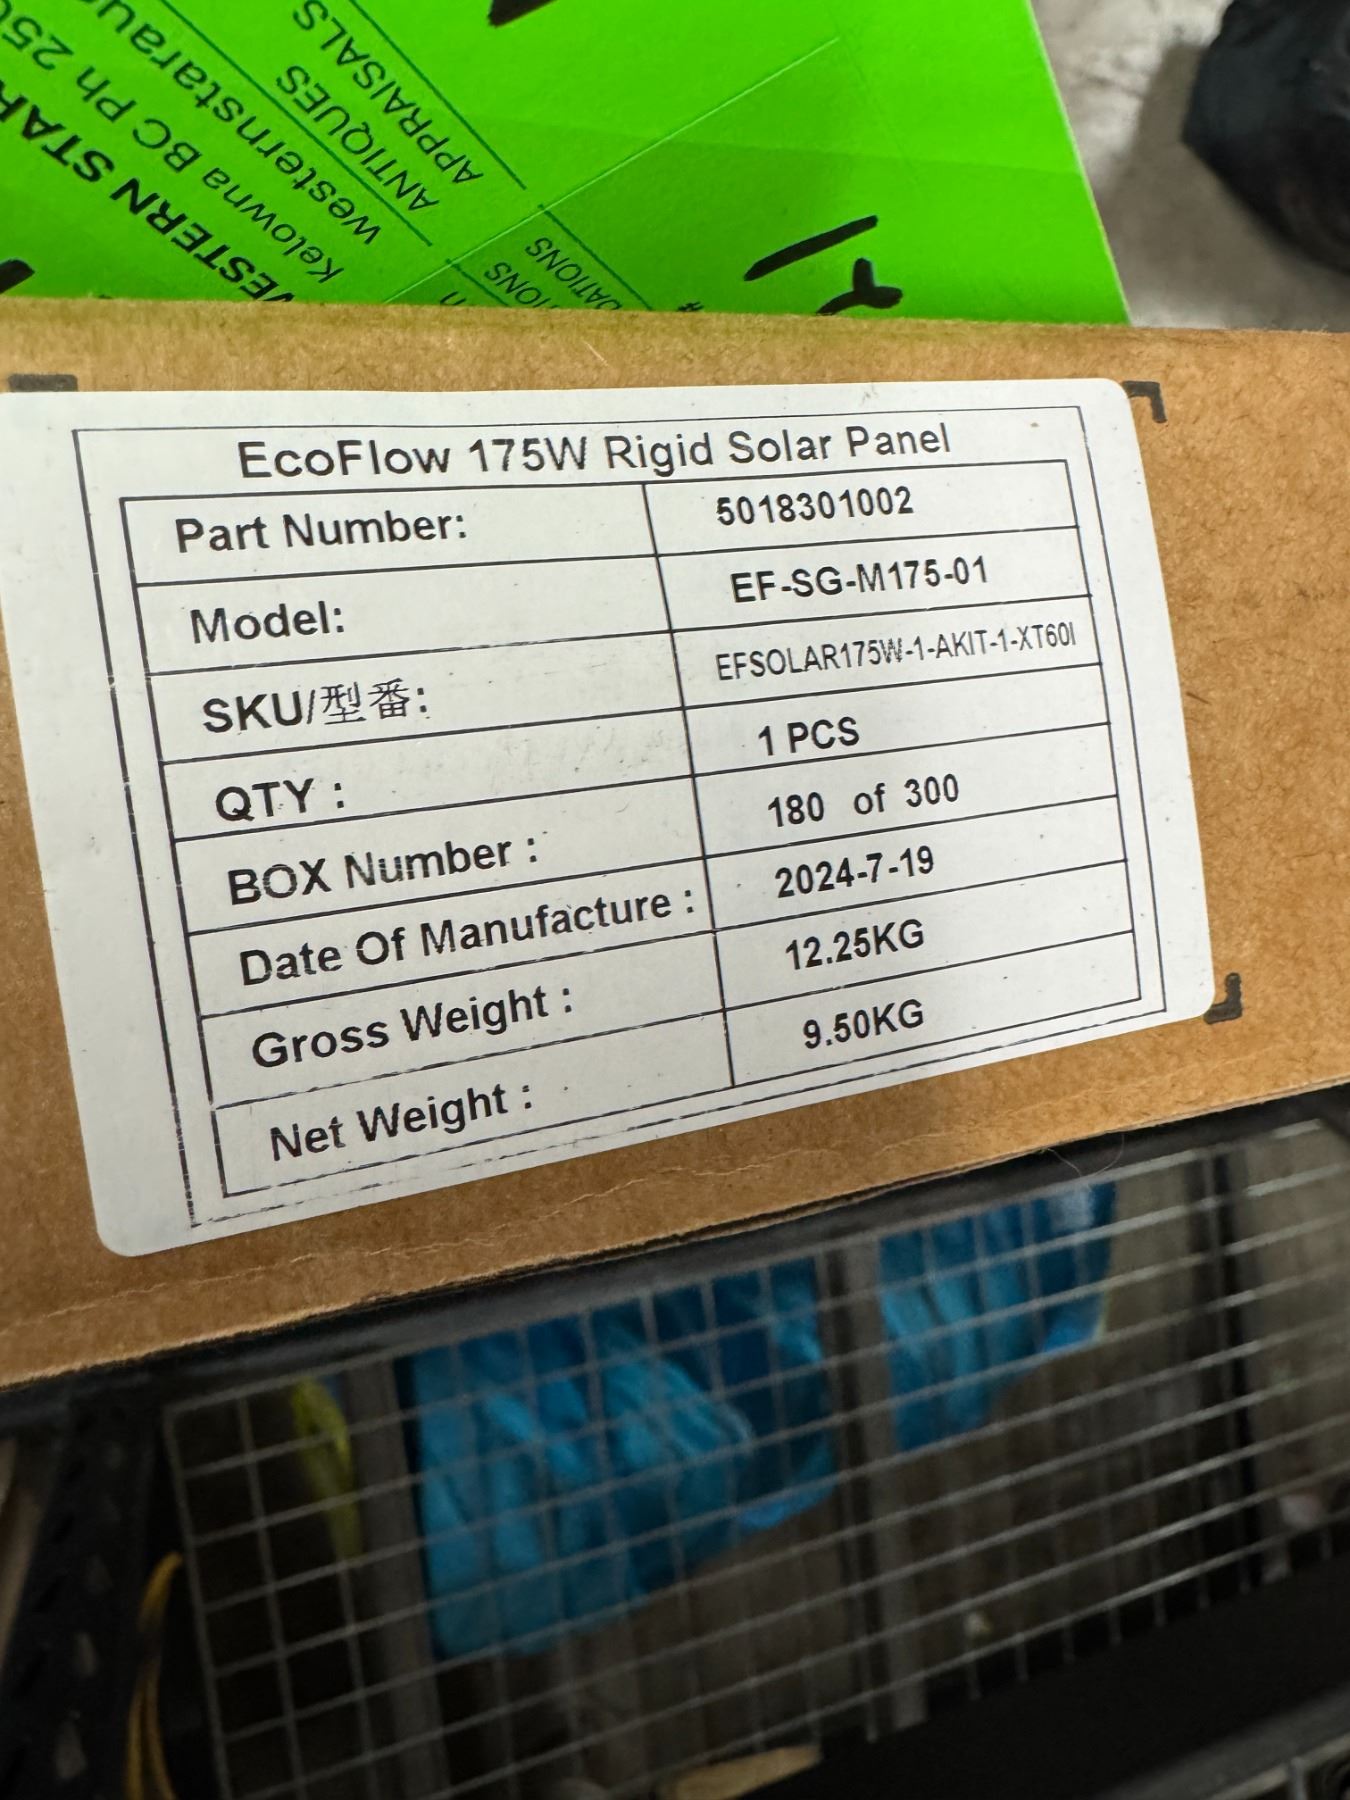 WESTERN STAR
Kelowna BC Ph 250
ANTIQUES
APPRAISALS
EcoFlow 175W Rigid Solar Panel
Part Number: 5018301002
Model: EF-SG-M175-01
SKU/型番: EFSOLAR175W-1-AKIT-1-XT60I
QTY : 1 PCS
BOX Number : 180 of 300
Date Of Manufacture : 2024-7-19
Gross Weight : 12.25KG
Net Weight : 9.50KG